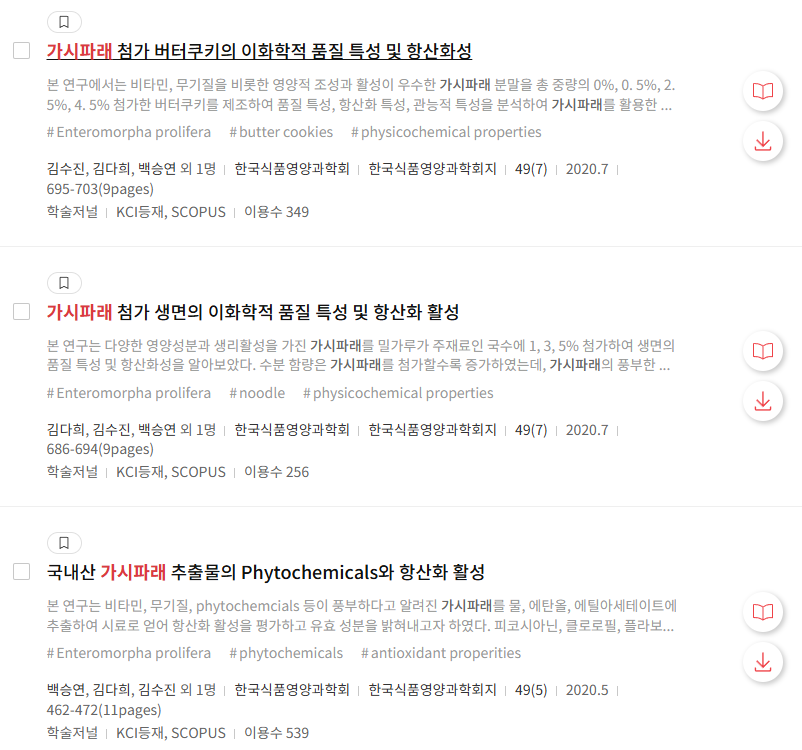 가시파래 첨가 버터쿠키의 이화학적 품질 특성 및 항산화성
본 연구에서는 비타민, 무기질을 비롯한 영양적 조성과 활성이 우수한 가시파래 분말을 총 중량의 0%, 0. 5%, 2.
5%, 4. 5% 첨가한 버터쿠키를 제조하여 품질 특성, 항산화 특성, 관능적 특성을 분석하여 가시파래를 활용한 ...
# Enteromorpha prolifera # butter cookies # physicochemical properties
김수진, 김다희, 백승연 외 1명 | 한국식품영양과학회 | 한국식품영양과학회지 | 49(7) | 2020.7 |
695-703(9pages)
학술저널 | KCI등재, SCOPUS | 이용수 349
가시파래 첨가 생면의 이화학적 품질 특성 및 항산화 활성
본 연구는 다양한 영양성분과 생리활성을 가진 가시파래를 밀가루가 주재료인 국수에 1, 3, 5% 첨가하여 생면의
품질 특성 및 항산화성을 알아보았다. 수분 함량은 가시파래를 첨가할수록 증가하였는데, 가시파래의 풍부한 ...
# Enteromorpha prolifera # noodle # physicochemical properties
김다희, 김수진, 백승연 외 1명 | 한국식품영양과학회 | 한국식품영양과학회지 | 49(7) | 2020.7 |
686-694(9pages)
학술저널 | KCI등재, SCOPUS | 이용수 256
국내산 가시파래 추출물의 Phytochemicals와 항산화 활성
본 연구는 비타민, 무기질, phytochemcials 등이 풍부하다고 알려진 가시파래를 물, 에탄올, 에틸아세테이트에
추출하여 시료로 얻어 항산화 활성을 평가하고 유효 성분을 밝혀내고자 하였다. 피코시아닌, 클로로필, 플라보...
# Enteromorpha prolifera # phytochemicals # antioxidant properities
백승연, 김다희, 김수진 외 1명 | 한국식품영양과학회 | 한국식품영양과학회지 | 49(5) | 2020.5 |
462-472(11pages)
학술저널 | KCI등재, SCOPUS | 이용수 539